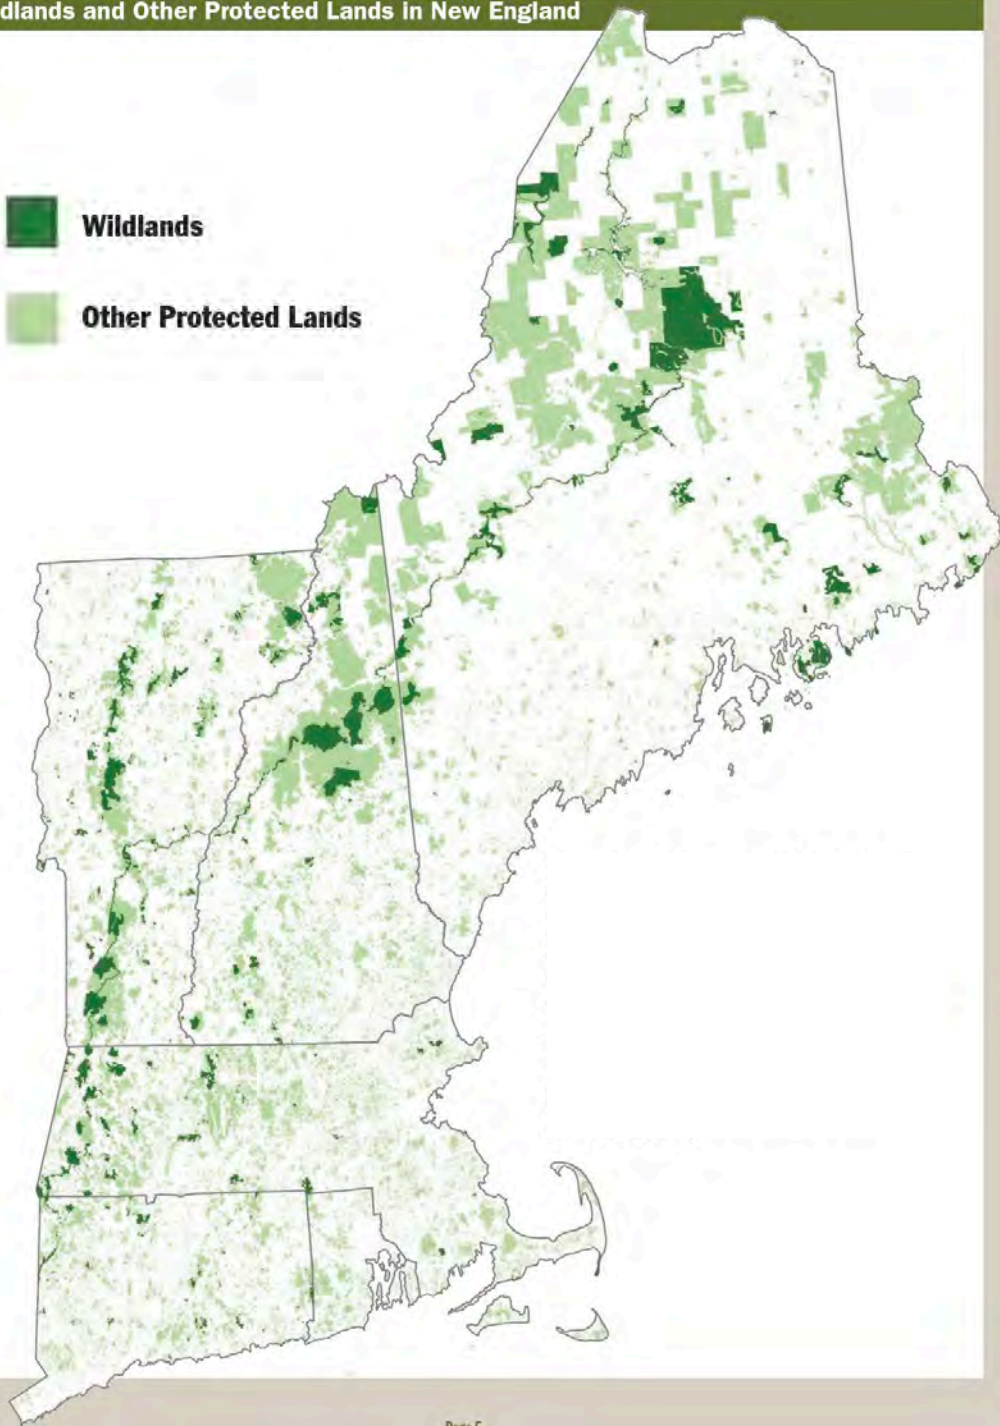 dlands and Other Protected Lands in New England
Wildlands
Other Protected Lands